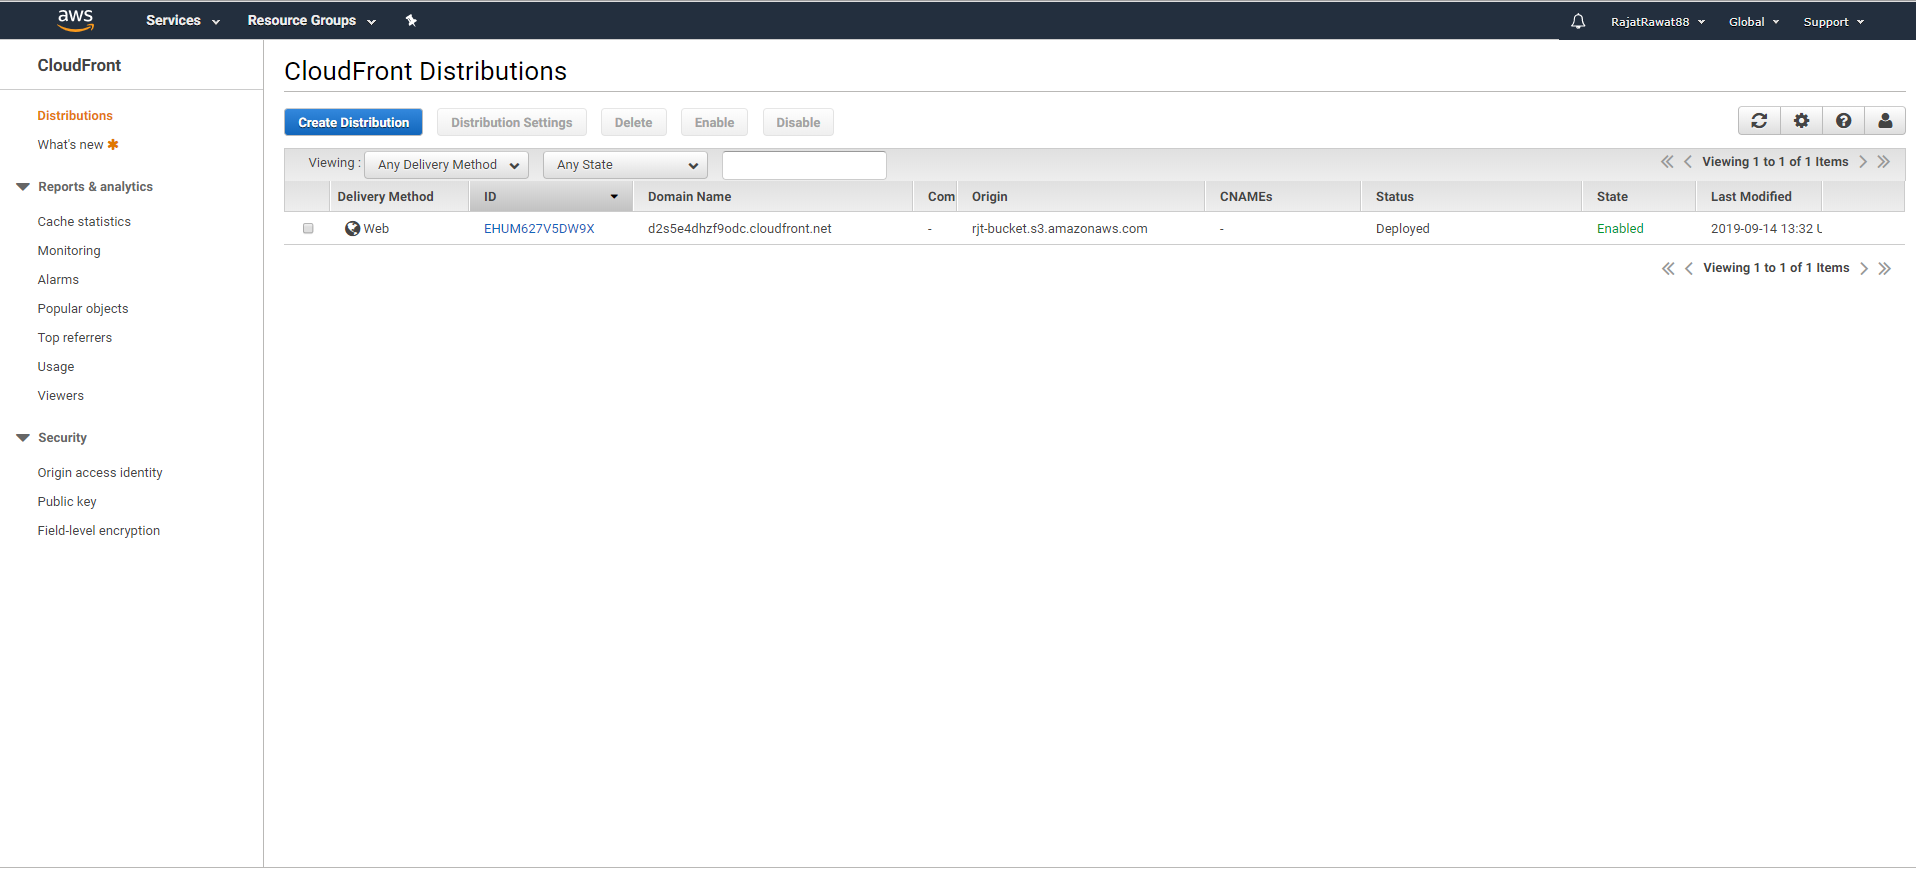 aws Services Resource Groups RajatRawat88 Global Support
CloudFront
Distributions
What's new
Reports & analytics
Cache statistics
Monitoring
Alarms
Popular objects
Top referrers
Usage
Viewers
Security
Origin access identity
Public key
Field-level encryption
CloudFront Distributions
Create Distribution Distribution Settings Delete Enable Disable
Viewing : Any Delivery Method Any State Viewing 1 to 1 of 1 Items
Delivery Method ID Domain Name Com Origin CNAMEs Status State Last Modified
Web EHUM627V5DW9X d2s5e4dhzf9odc.cloudfront.net - rjt-bucket.s3.amazonaws.com - Deployed Enabled 2019-09-14 13:32 U
Viewing 1 to 1 of 1 Items